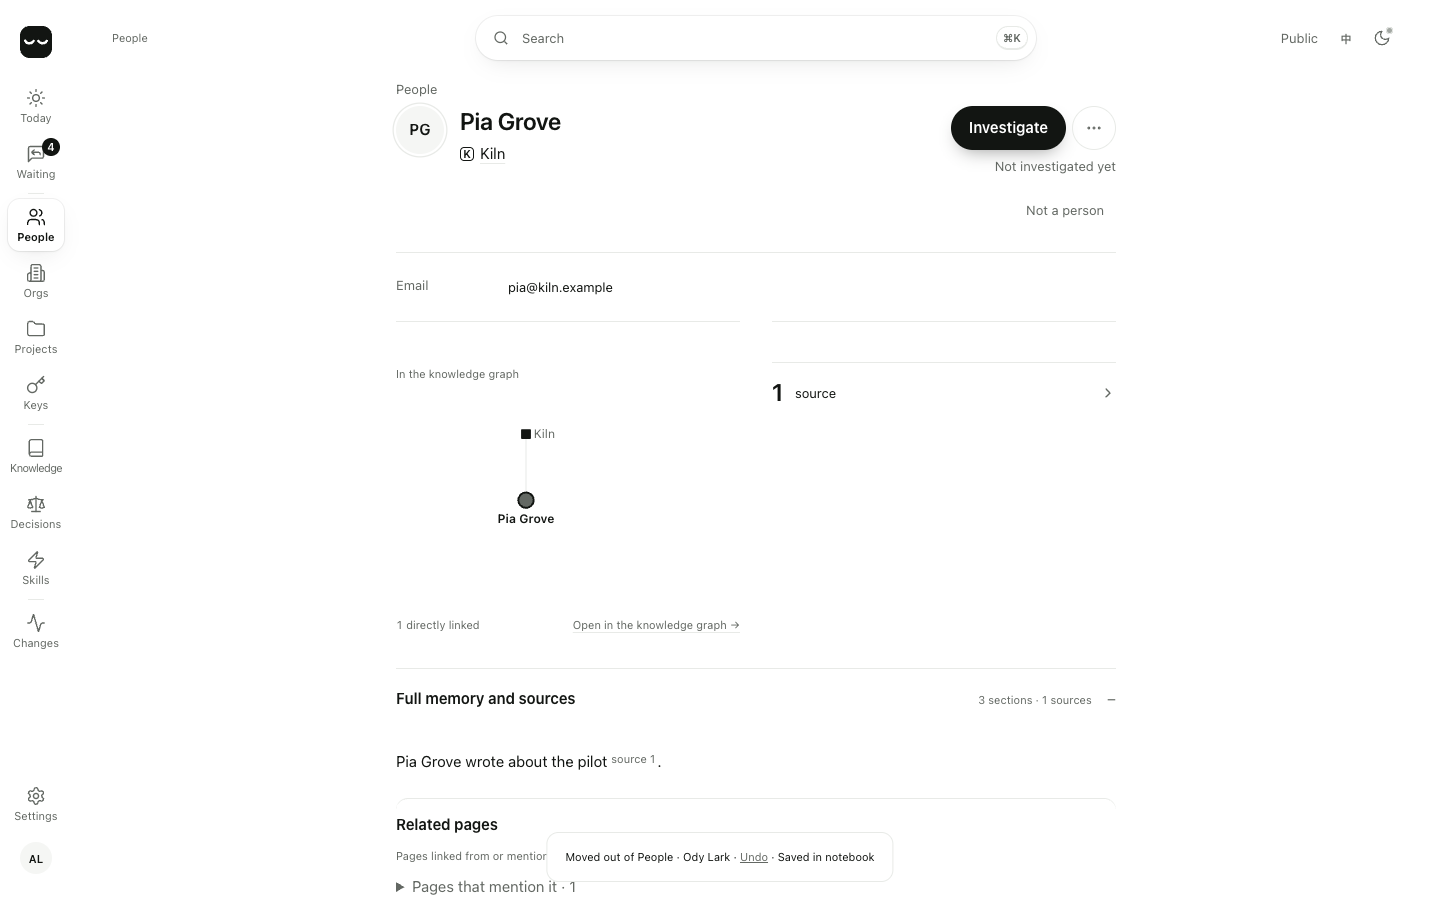 People
Search
⌘K
Public
中
Today
4
Waiting
People
Orgs
Projects
Keys
Knowledge
Decisions
Skills
Changes
Settings
AL
People
PG
Pia Grove
K Kiln
Investigate
Not investigated yet
Not a person
Email
pia@kiln.example
In the knowledge graph
Kiln
Pia Grove
1 directly linked
Open in the knowledge graph →
1 source
Full memory and sources
3 sections · 1 sources
Pia Grove wrote about the pilot source 1 .
Related pages
Pages linked from or mention
Pages that mention it · 1
Moved out of People · Ody Lark · Undo · Saved in notebook